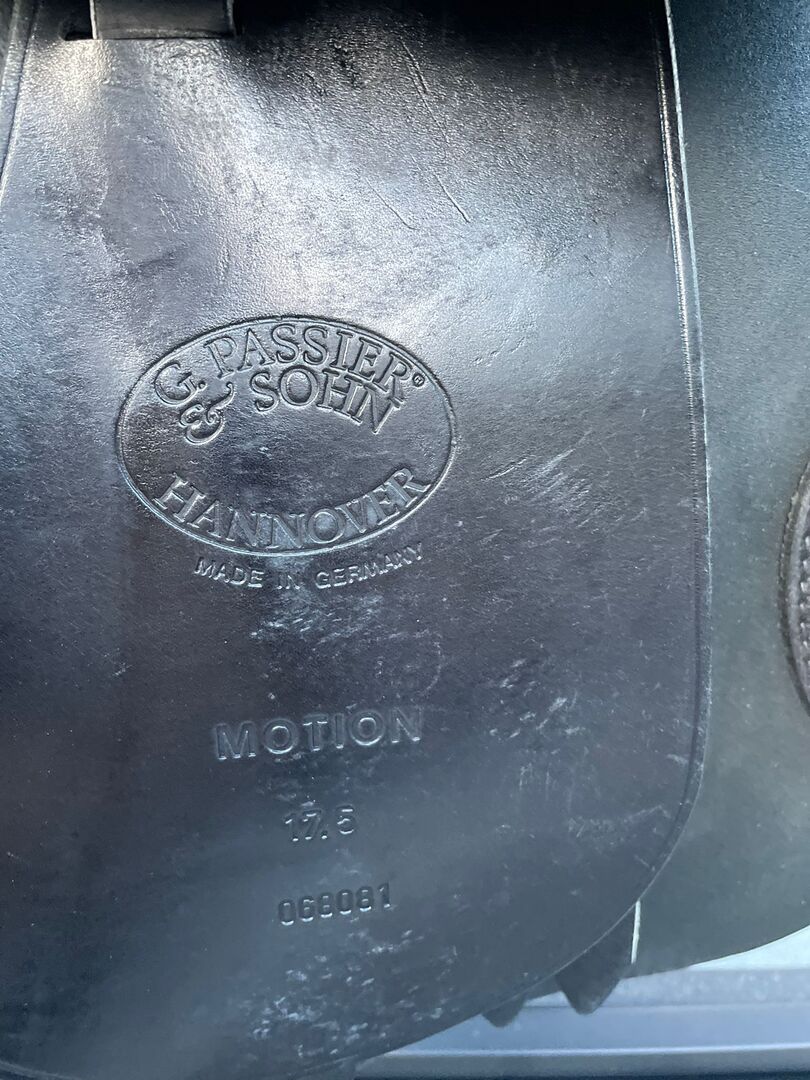 G. PASSIER®
& SOHN
HANNOVER
MADE IN GERMANY
MOTION
17.5
068081